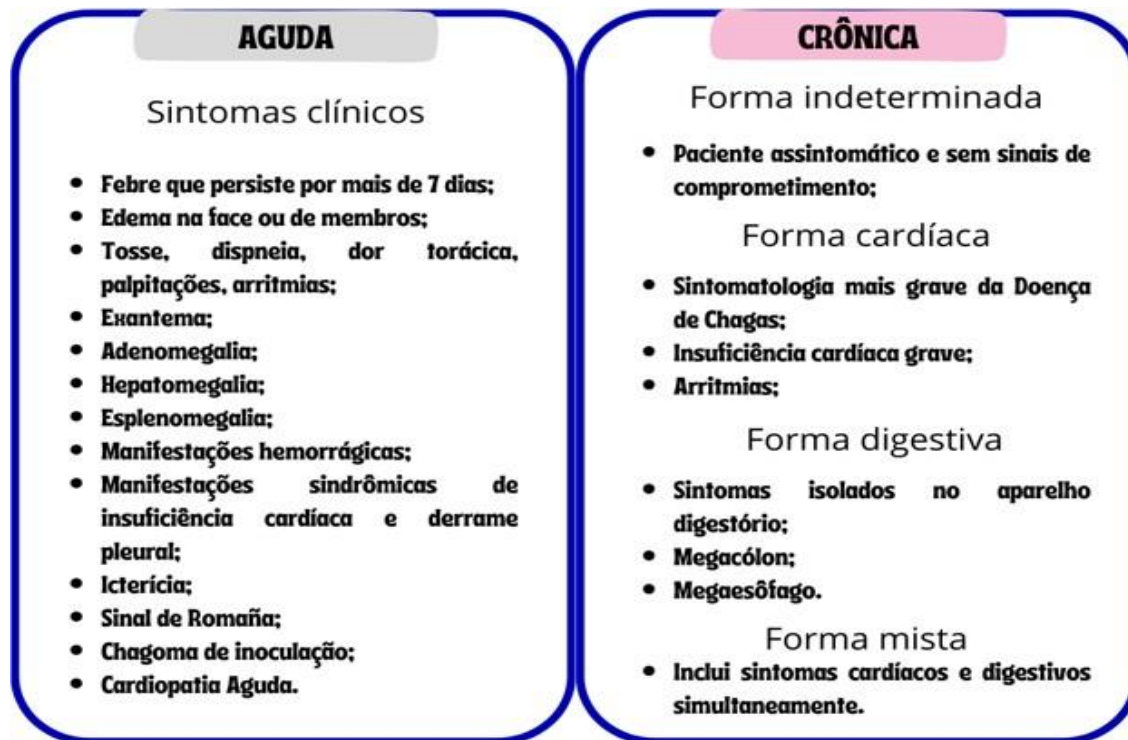 AGUDA
Sintomas clínicos
• Febre que persiste por mais de 7 dias;
• Edema na face ou de membros;
• Tosse, dispneia, dor torácica,
palpitações, arritmias;
• Exantema;
• Adenomegalia;
• Hepatomegalia;
• Esplenomegalia;
• Manifestações hemorrágicas;
• Manifestações sindrômicas de
insuficiência cardíaca e derrame
pleural;
• Icterícia;
• Sinal de Romaña;
• Chagoma de inoculação;
• Cardiopatia Aguda.
CRÔNICA
Forma indeterminada
• Paciente assintomático e sem sinais de
comprometimento;
Forma cardíaca
• Sintomatologia mais grave da Doença
de Chagas;
• Insuficiência cardíaca grave;
• Arritmias;
Forma digestiva
• Sintomas isolados no aparelho
digestório;
• Megacólon;
• Megaesôfago.
Forma mista
• Inclui sintomas cardíacos e digestivos
simultaneamente.